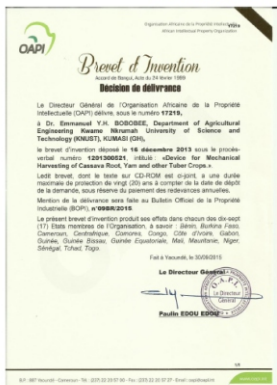 Organisation Africaine de la Propriété Intellectuelle
African Intellectual Property Organization
OAPI
Brevet d'Invention
Accord de Bangui, Acte du 24 février 1999
Décision de délivrance
Le Directeur Général de l'Organisation Africaine de la Propriété
Intellectuelle (OAPI) délivre, sous le numéro 17219,
à Dr. Emmanuel Y.H. BOBOBEE, Department of Agricultural
Engineering Kwame Nkrumah University of Science and
Technology (KNUST), KUMASI (GH),
le brevet d'invention déposé le 16 décembre 2013 sous le procès-
verbal numéro 1201300521, intitulé : «Device for Mechanical
Harvesting of Cassava Roots, Yam and other Tuber Crops.».
Ledit brevet, dont le texte sur CD-ROM est ci-joint, a une durée
maximale de protection de vingt (20) ans à compter de la date de dépôt
de la demande, sous réserve du paiement des redevances annuelles.
Mention de la délivrance sera faite au Bulletin Officiel de la Propriété
Industrielle (BOPI), n°09BR/2015.
Le présent brevet d'invention produit ses effets dans chacun des dix-sept
(17) Etats membres de l'Organisation, à savoir : Bénin, Burkina Faso,
Cameroun, Centrafrique, Comores, Congo, Côte d'Ivoire, Gabon,
Guinée, Guinée Bissau, Guinée Equatoriale, Mali, Mauritanie, Niger,
Sénégal, Tchad, Togo.
Fait à Yaoundé, le 30/09/2015
Le Directeur Général
O.A.P.I.
Le Directeur
Général
Paulin EDOU EDOU